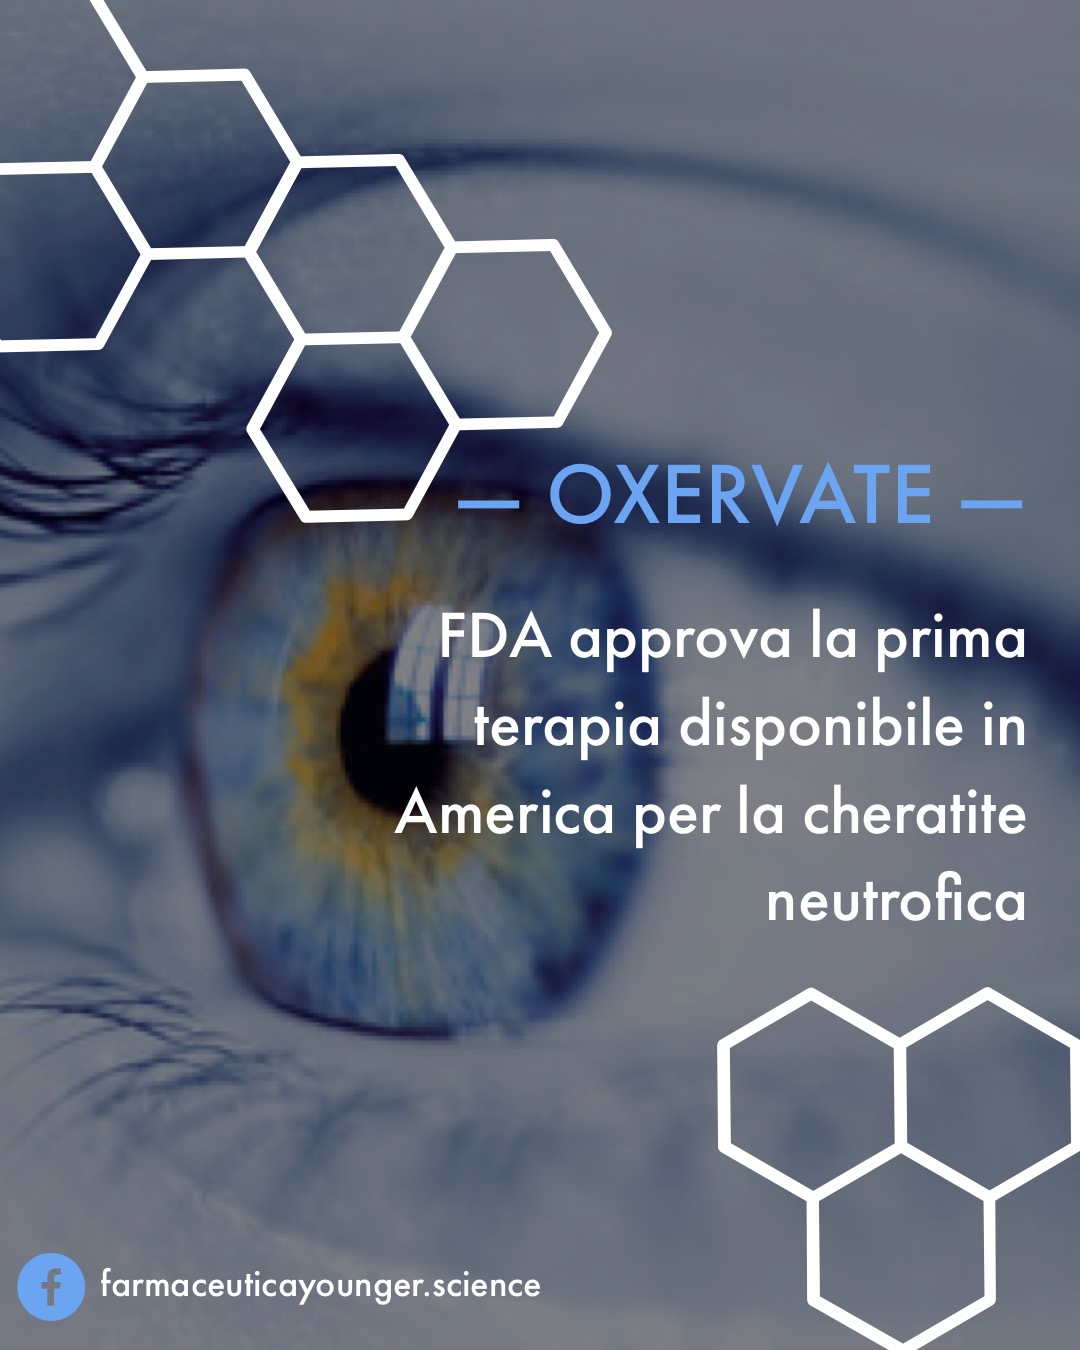 — OXERVATE —
FDA approva la prima
terapia disponibile in
America per la cheratite
neutrofica
farmaceuticayounger.science